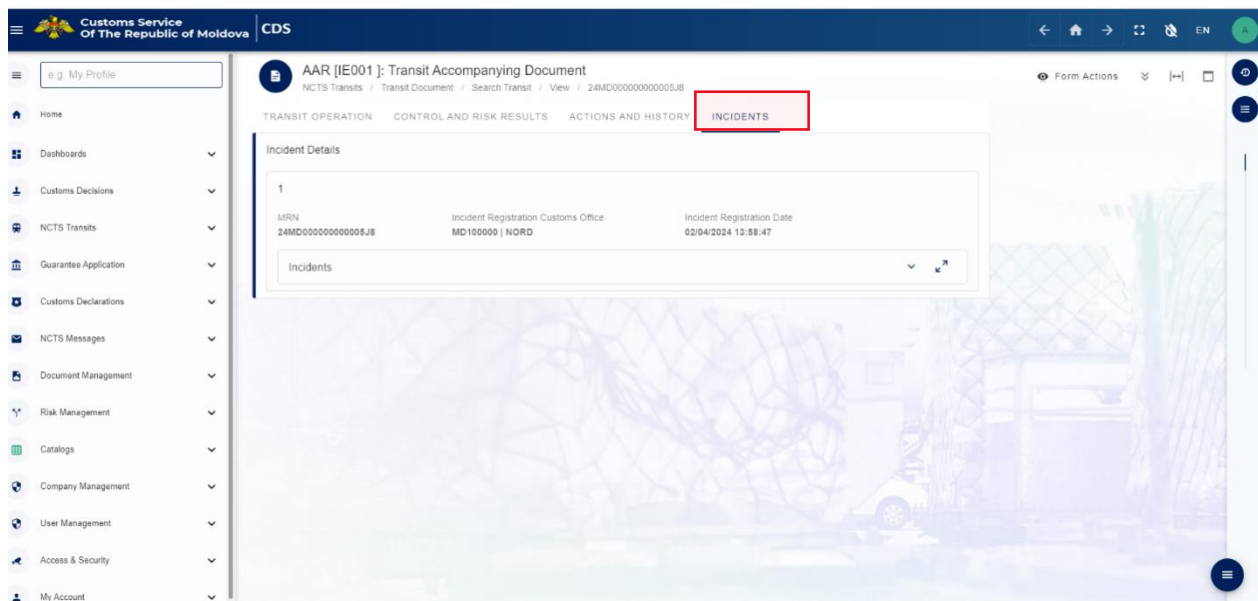 Customs Service
Of The Republic of Moldova
CDS
EN
A
e.g. My Profile
Home
Dashboards
Customs Decisions
NCTS Transits
Guarantee Application
Customs Declarations
NCTS Messages
Document Management
Risk Management
Catalogs
Company Management
User Management
Access & Security
My Account
AAR [IE001 ]: Transit Accompanying Document
NCTS Transits / Transit Document / Search Transit / View / 24MD000000000005J8
Form Actions
TRANSIT OPERATION CONTROL AND RISK RESULTS ACTIONS AND HISTORY INCIDENTS
Incident Details
1
MRN Incident Registration Customs Office Incident Registration Date
24MD000000000005J8 MD100000 | NORD 02/04/2024 13:58:47
Incidents